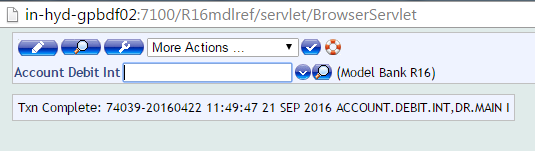 in-hyd-gpbdf02:7100/R16mdlref/servlet/BrowserServlet
More Actions ...
Account Debit Int (Model Bank R16)
Txn Complete: 74039-20160422 11:49:47 21 SEP 2016 ACCOUNT.DEBIT.INT,DR.MAIN I